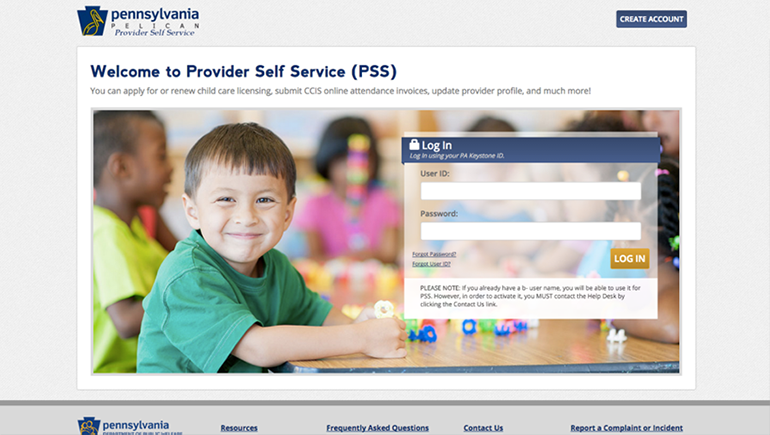 pennsylvania
PELICAN
Provider Self Service
CREATE ACCOUNT
Welcome to Provider Self Service (PSS)
You can apply for or renew child care licensing, submit CCIS online attendance invoices, update provider profile, and much more!
Log In
Log in using your PA Keystone ID.
User ID:
Password:
Forgot Password?
Forgot User ID?
LOG IN
PLEASE NOTE: If you already have a b- user name, you will be able to use it for
PSS. However, in order to activate it, you MUST contact the Help Desk by
clicking the Contact Us link.
pennsylvania
DEPARTMENT OF PUBLIC WELFARE
Resources
Frequently Asked Questions
Contact Us
Report a Complaint or Incident